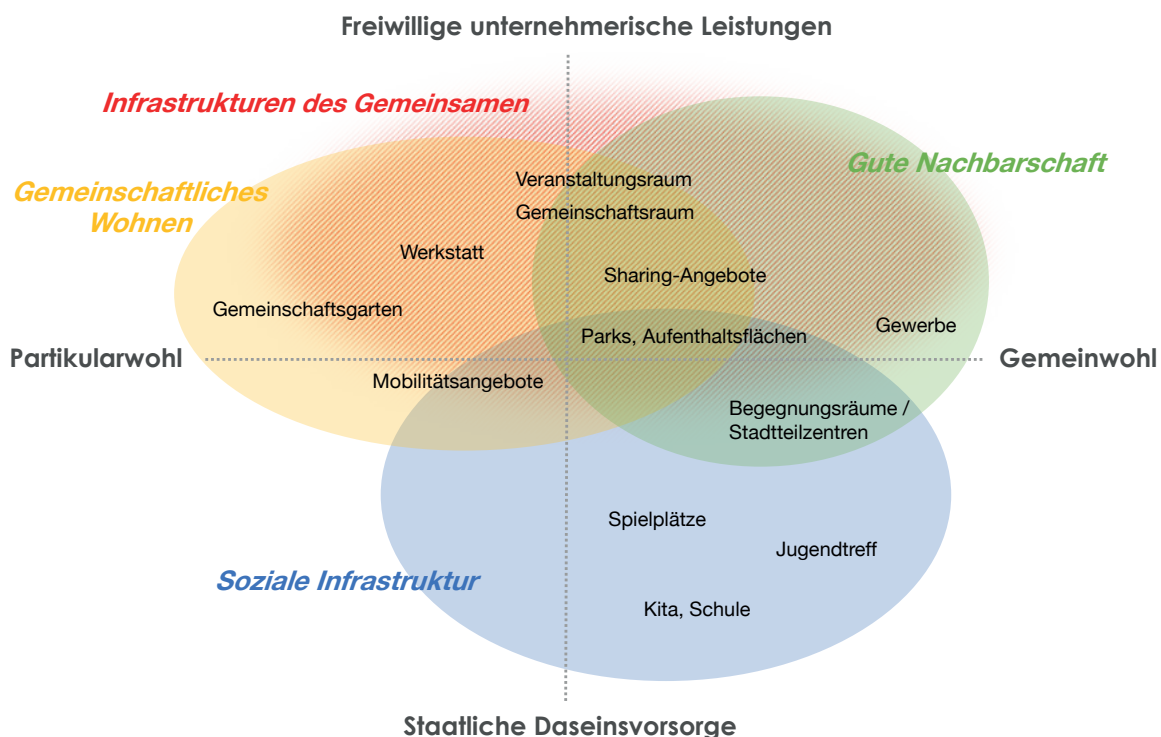 Freiwillige unternehmerische Leistungen
Infrastrukturen des Gemeinsamen
Gute Nachbarschaft
Gemeinschaftliches
Wohnen
Veranstaltungsraum
Gemeinschaftsraum
Werkstatt
Sharing-Angebote
Gemeinschaftsgarten
Gewerbe
Parks, Aufenthaltsflächen
Partikularwohl
Gemeinwohl
Mobilitätsangebote
Begegnungsräume /
Stadtteilzentren
Spielplätze
Jugendtreff
Soziale Infrastruktur
Kita, Schule
Staatliche Daseinsvorsorge